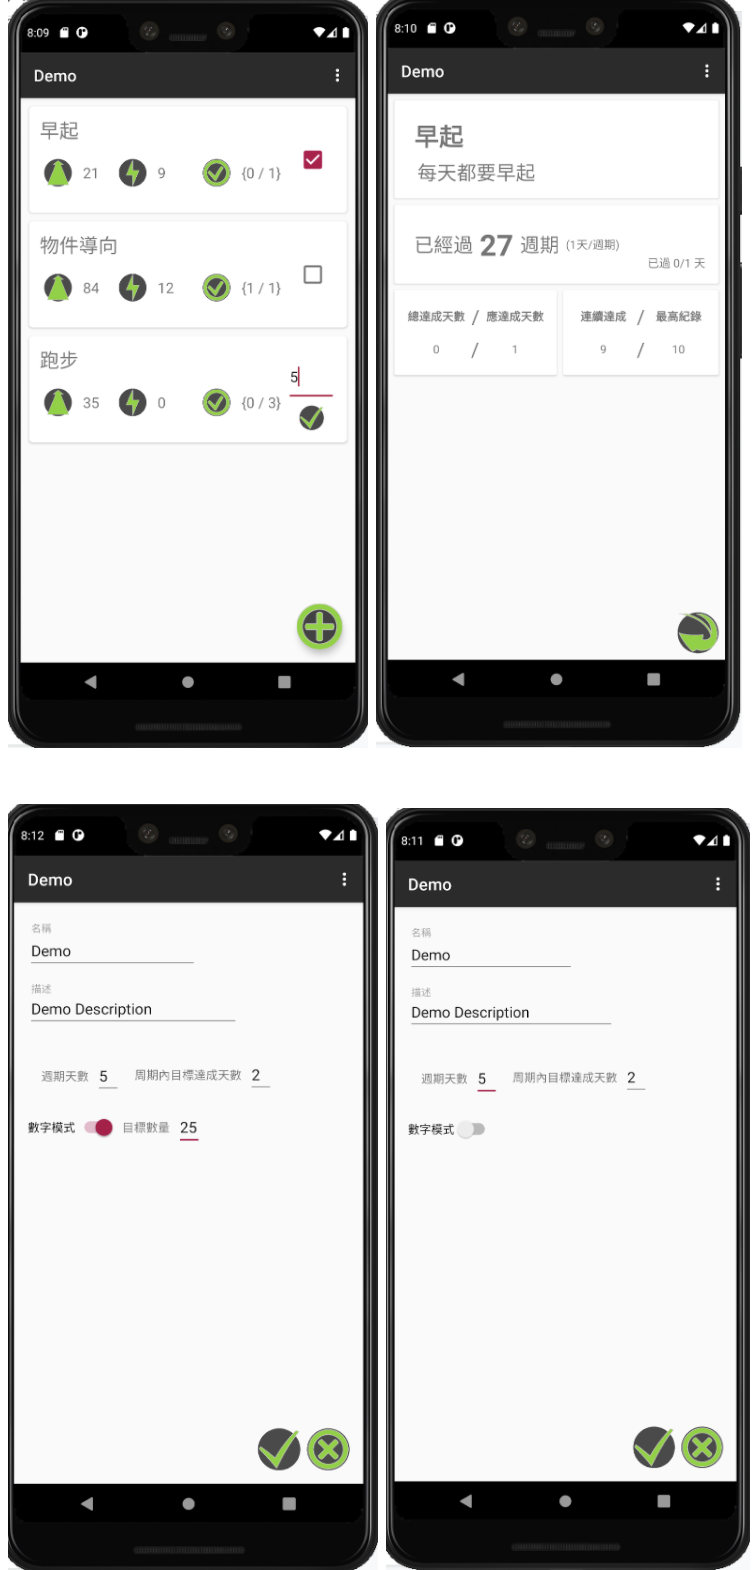 8:09
Demo
早起
21 9 {0 / 1}
物件導向
84 12 {1 / 1}
跑步
5
35 0 {0 / 3}
8:10
Demo
早起
每天都要早起
已經過 27 週期 (1天/週期)
已過 0/1 天
總達成天數 / 應達成天數
0 / 1
連續達成 / 最高紀錄
9 / 10
8:12
Demo
名稱
Demo
描述
Demo Description
週期天數 5 周期內目標達成天數 2
數字模式 目標數量 25
8:11
Demo
名稱
Demo
描述
Demo Description
週期天數 5 周期內目標達成天數 2
數字模式